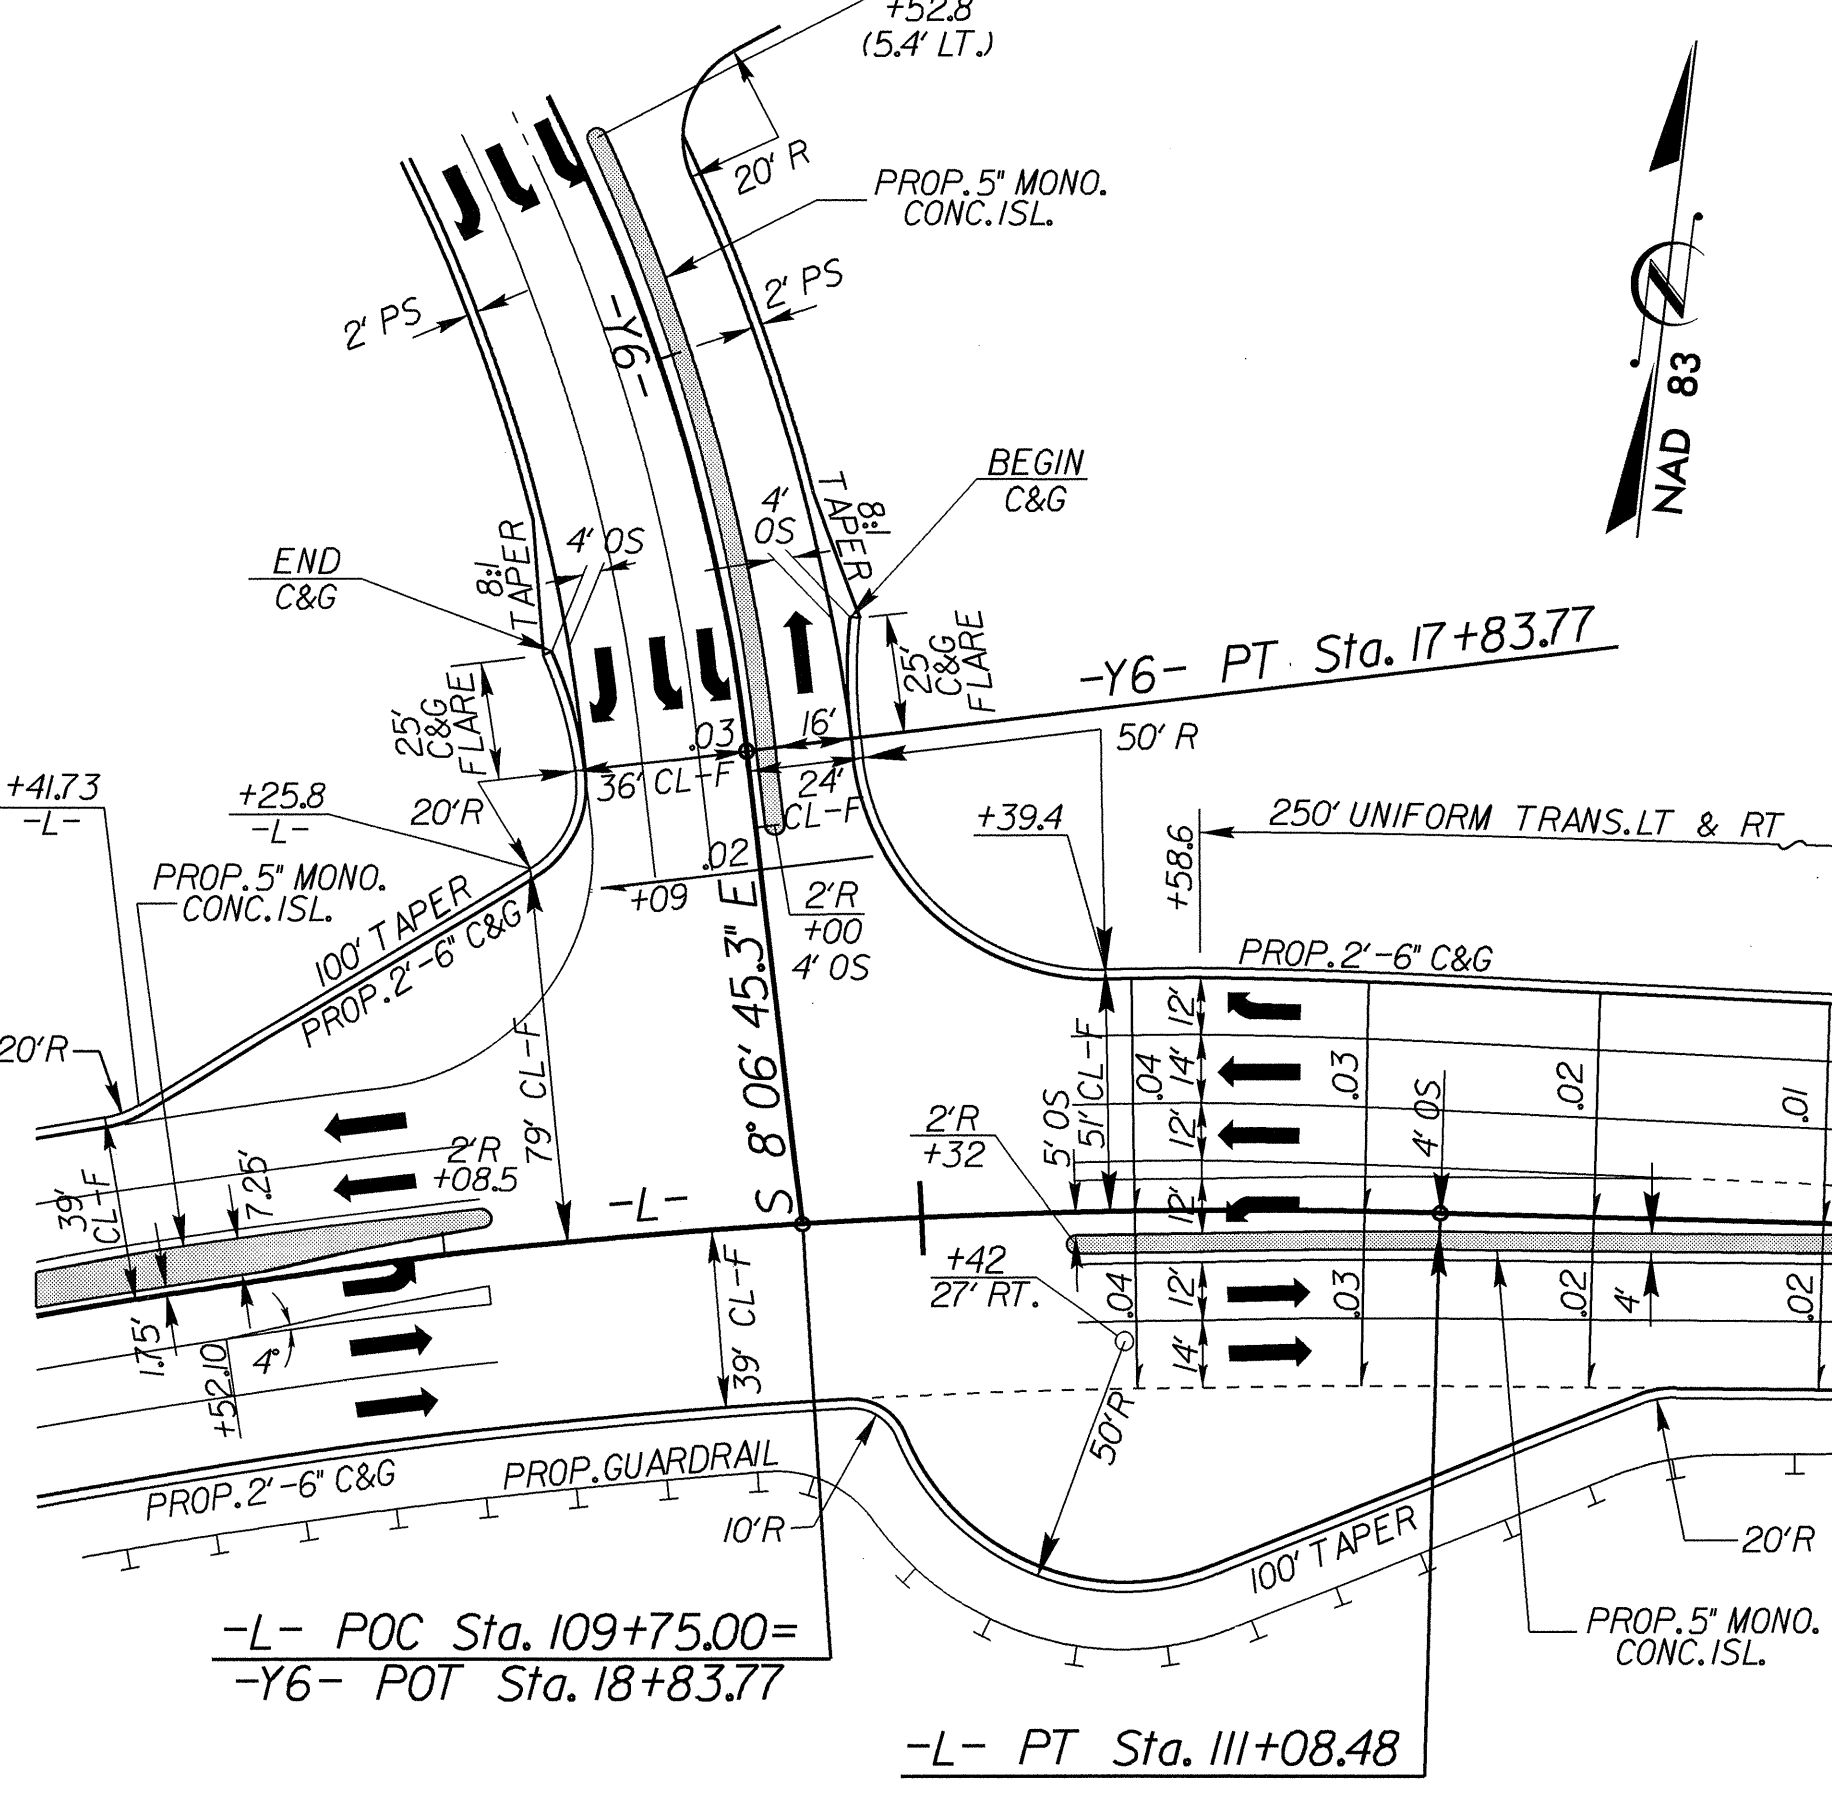 +52.8
(5.4' LT.)
20' R
PROP. 5" MONO.
CONC. ISL.
2' PS
2' PS
-Y6-
NAD 83
N
BEGIN
C&G
4'
OS
8:1
TAPER
END
C&G
8:1
TAPER
4' OS
25'
C&G
FLARE
25'
C&G
FLARE
-Y6- PT Sta. 17+83.77
50' R
.03
16'
36' CL-F
24'
CL-F
20'R
+41.73
-L-
+25.8
-L-
+39.4
+58.6
250' UNIFORM TRANS. LT & RT
PROP. 5" MONO.
CONC. ISL.
.02
+09
2'R
+00
4' OS
100' TAPER
PROP. 2'-6" C&G
PROP. 2'-6" C&G
S 8° 06' 45.3" E
20'R
79' CL-F
39'
CL-F
7.25'
2'R
+08.5
-L-
2'R
+32
5' OS
51' CL-F
.04
12'
14'
12'
12'
.03
4' OS
.02
.01
+42
27' RT.
.04
12'
14'
.03
.02
4'
.02
1.75'
+52.10
4°
39' CL-F
50'R
PROP. 2'-6" C&G
PROP. GUARDRAIL
10'R
100' TAPER
20'R
PROP. 5" MONO.
CONC. ISL.
-L- POC Sta. 109+75.00=
-Y6- POT Sta. 18+83.77
-L- PT Sta. 111+08.48